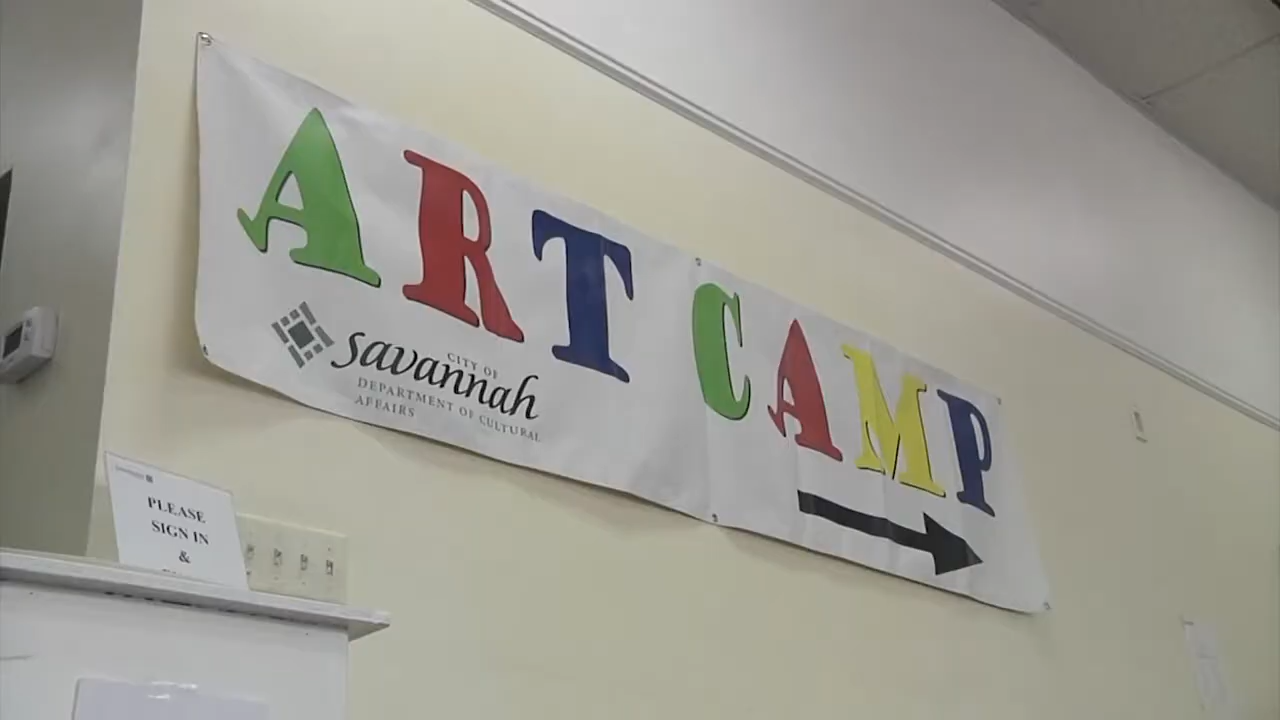 ART CAMP
CITY OF
Savannah
DEPARTMENT OF CULTURAL
AFFAIRS
PLEASE
SIGN IN
&